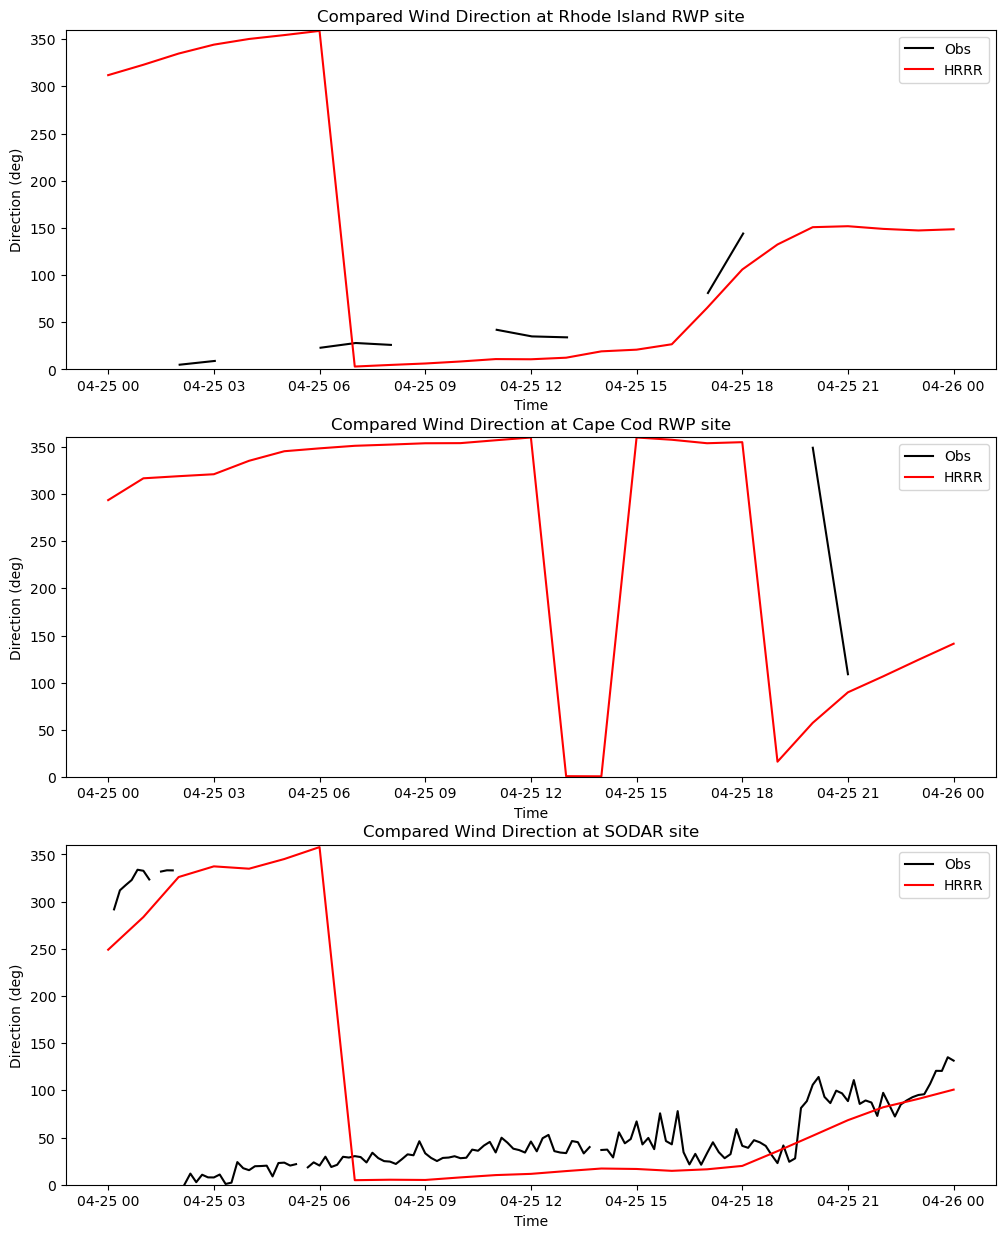 Compared Wind Direction at Rhode Island RWP site
350
300
250
200
150
100
50
0
Direction (deg)
Obs
HRRR
04-25 00 04-25 03 04-25 06 04-25 09 04-25 12 04-25 15 04-25 18 04-25 21 04-26 00
Time
Compared Wind Direction at Cape Cod RWP site
350
300
250
200
150
100
50
0
Direction (deg)
Obs
HRRR
04-25 00 04-25 03 04-25 06 04-25 09 04-25 12 04-25 15 04-25 18 04-25 21 04-26 00
Time
Compared Wind Direction at SODAR site
350
300
250
200
150
100
50
0
Direction (deg)
Obs
HRRR
04-25 00 04-25 03 04-25 06 04-25 09 04-25 12 04-25 15 04-25 18 04-25 21 04-26 00
Time